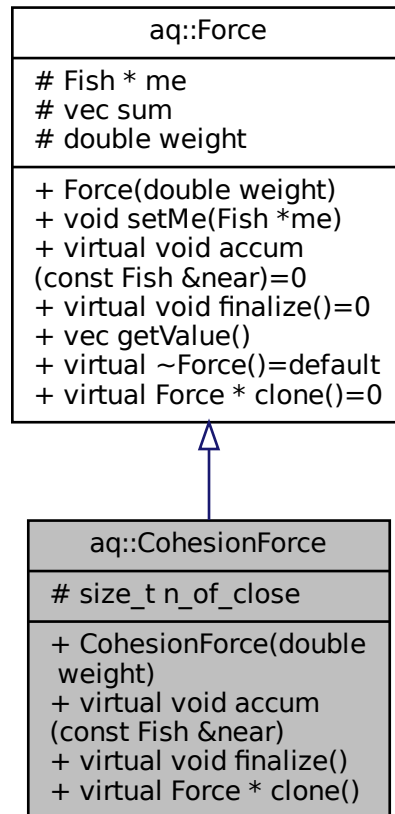 aq::Force
# Fish * me
# vec sum
# double weight
+ Force(double weight)
+ void setMe(Fish *me)
+ virtual void accum
(const Fish &near)=0
+ virtual void finalize()=0
+ vec getValue()
+ virtual ~Force()=default
+ virtual Force * clone()=0
aq::CohesionForce
# size_t n_of_close
+ CohesionForce(double
weight)
+ virtual void accum
(const Fish &near)
+ virtual void finalize()
+ virtual Force * clone()